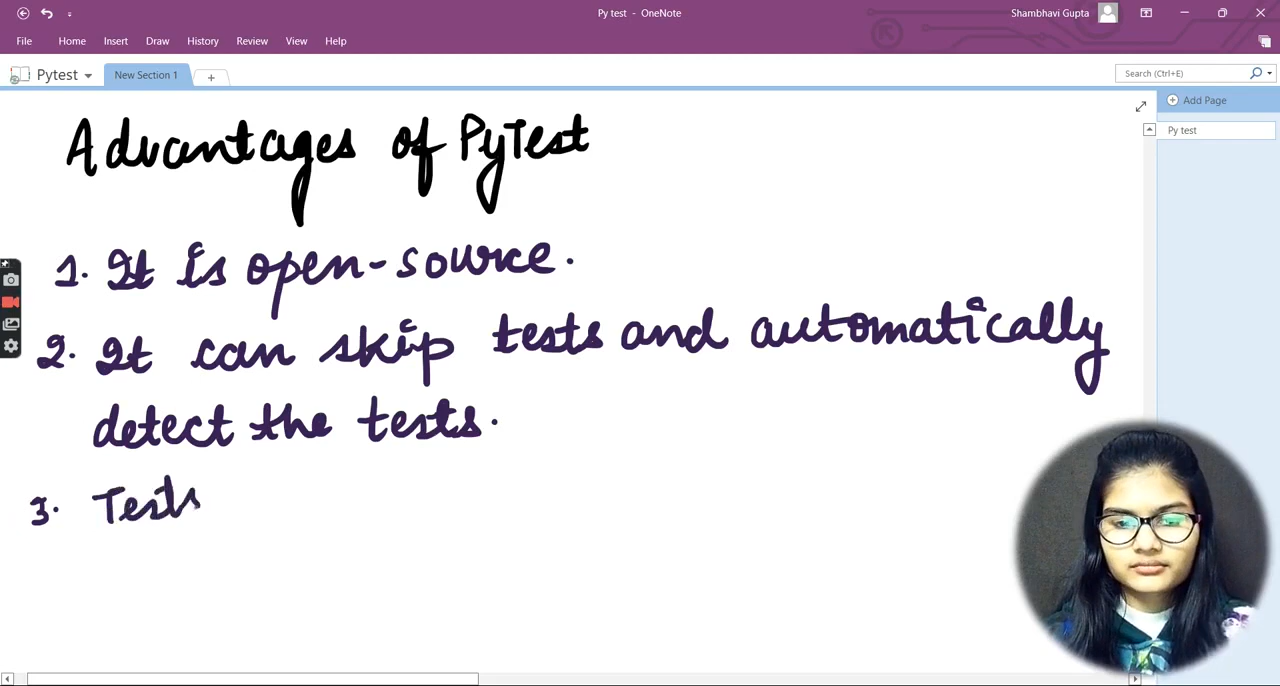 Py test - OneNote
Shambhavi Gupta
File Home Insert Draw History Review View Help
Pytest
New Section 1
+
Search (Ctrl+E)
Add Page
Py test
Advantages of PyTest
1. It is open-source.
2. It can skip tests and automatically
detect the tests.
3. Tests